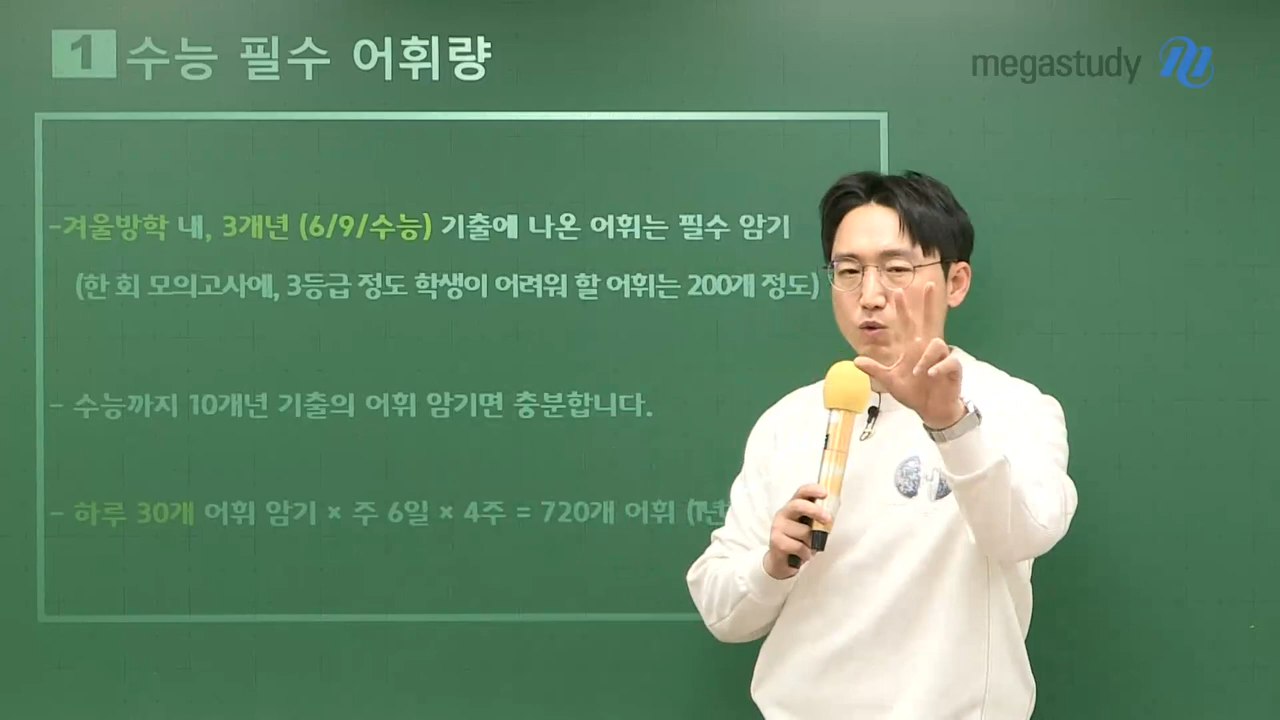 1 수능 필수 어휘량
megastudy
-겨울방학 내, 3개년 (6/9/수능) 기출에 나온 어휘는 필수 암기
(한 회 모의고사에, 3등급 정도 학생이 어려워 할 어휘는 200개 정도)
- 수능까지 10개년 기출의 어휘 암기면 충분합니다.
- 하루 30개 어휘 암기 × 주 6일 × 4주 = 720개 어휘 (1년